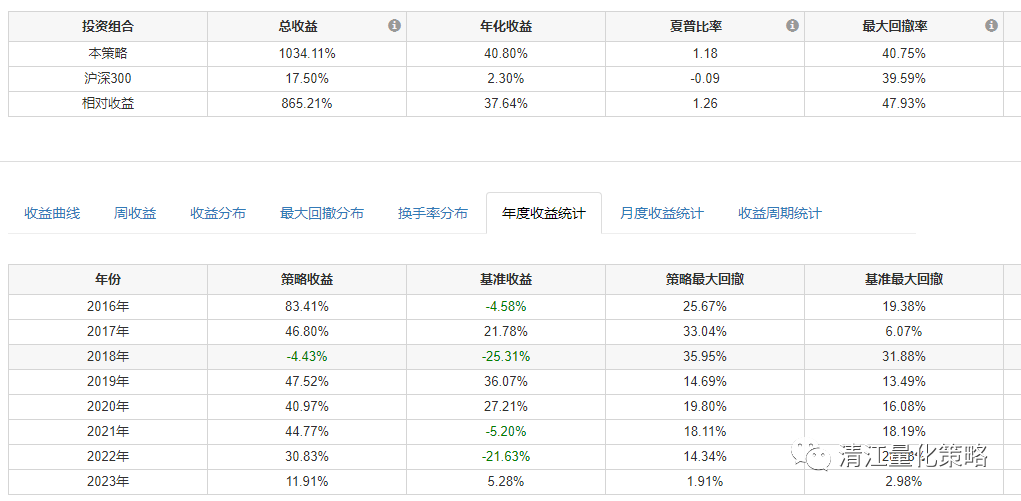 投资组合 总收益 年化收益 夏普比率 最大回撤率
本策略 1034.11% 40.80% 1.18 40.75%
沪深300 17.50% 2.30% -0.09 39.59%
相对收益 865.21% 37.64% 1.26 47.93%
收益曲线 周收益 收益分布 最大回撤分布 换手率分布 年度收益统计 月度收益统计 收益周期统计
年份 策略收益 基准收益 策略最大回撤 基准最大回撤
2016年 83.41% -4.58% 25.67% 19.38%
2017年 46.80% 21.78% 33.04% 6.07%
2018年 -4.43% -25.31% 35.95% 31.88%
2019年 47.52% 36.07% 14.69% 13.49%
2020年 40.97% 27.21% 19.80% 16.08%
2021年 44.77% -5.20% 18.11% 18.19%
2022年 30.83% -21.63% 14.34%
清江量化策略
2023年 11.91% 5.28% 1.91% 2.98%